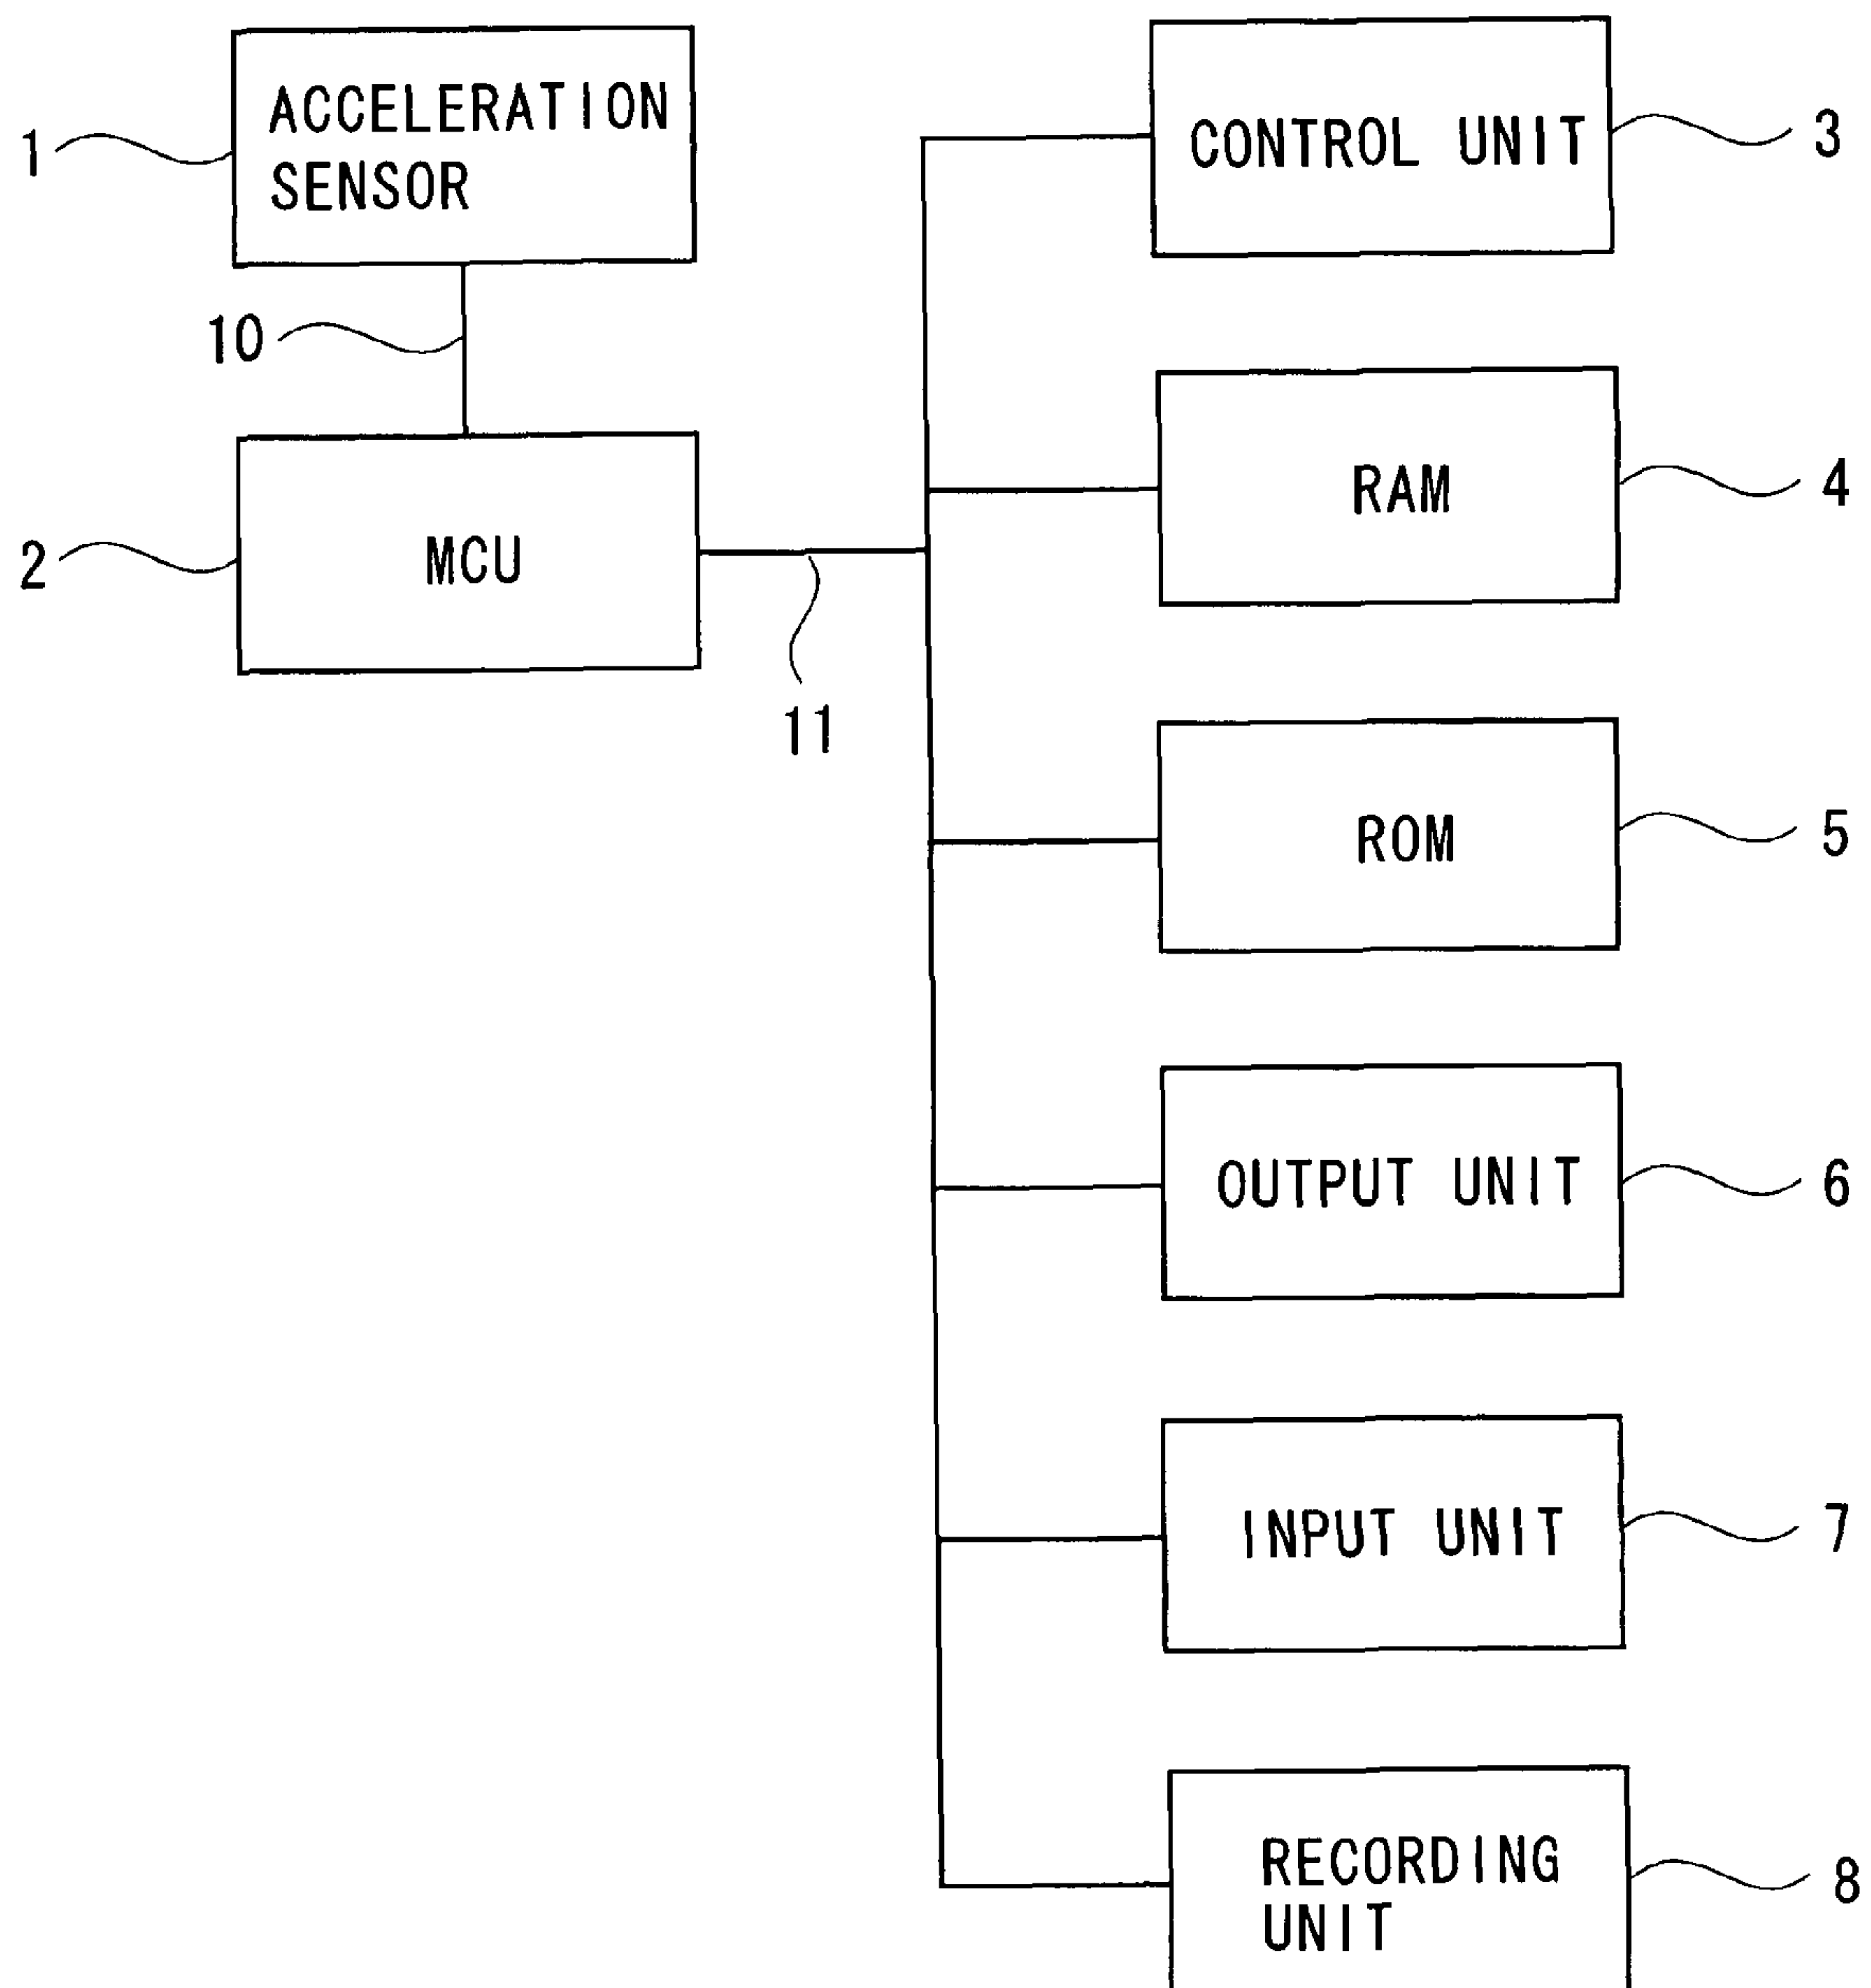 1
ACCELERATION
SENSOR
10
2
MCU
11
CONTROL UNIT
3
RAM
4
ROM
5
OUTPUT UNIT
6
INPUT UNIT
7
RECORDING
UNIT
8